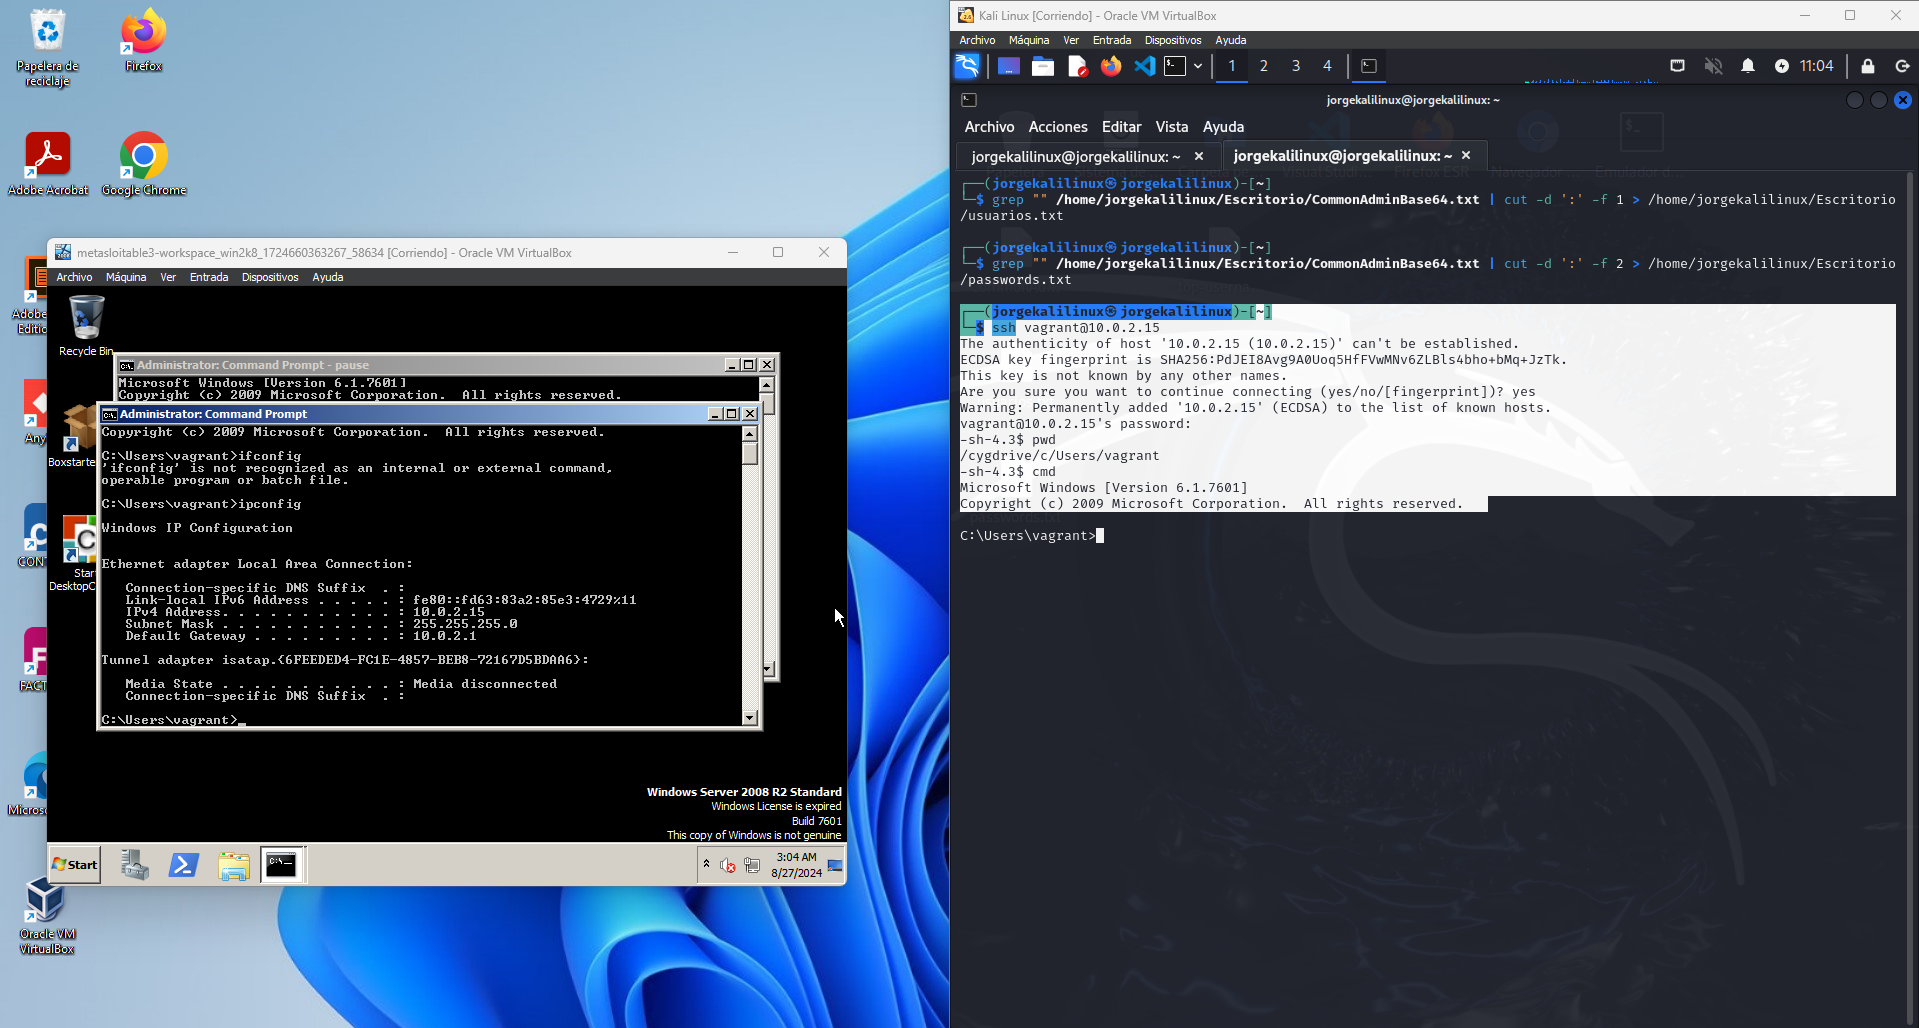 Papelera de
reciclaje
Firefox
Adobe Acrobat
Google Chrome
Adobe
Editio
Any
CONT
FACT
Microso
Oracle VM
VirtualBox
metasloitable3-workspace_win2k8_1724660363267_58634 [Corriendo] - Oracle VM VirtualBox
Archivo Máquina Ver Entrada Dispositivos Ayuda
Recycle Bin
Boxstarte
Star
DesktopC
Administrator: Command Prompt - pause
Microsoft Windows [Version 6.1.7601]
Copyright (c) 2009 Microsoft Corporation.  All rights reserved.
Administrator: Command Prompt
Copyright (c) 2009 Microsoft Corporation.  All rights reserved.
C:\Users\vagrant>ifconfig
'ifconfig' is not recognized as an internal or external command,
operable program or batch file.
C:\Users\vagrant>ipconfig
Windows IP Configuration
Ethernet adapter Local Area Connection:
Connection-specific DNS Suffix  . :
Link-local IPv6 Address . . . . . : fe80::fd63:83a2:85e3:4729%11
IPv4 Address. . . . . . . . . . . : 10.0.2.15
Subnet Mask . . . . . . . . . . . : 255.255.255.0
Default Gateway . . . . . . . . . : 10.0.2.1
Tunnel adapter isatap.{6FEEDED4-FC1E-4857-BEB8-72167D5BDAA6}:
Media State . . . . . . . . . . . : Media disconnected
Connection-specific DNS Suffix  . :
C:\Users\vagrant>_
Windows Server 2008 R2 Standard
Windows License is expired
Build 7601
This copy of Windows is not genuine
Start
3:04 AM
8/27/2024
Kali Linux [Corriendo] - Oracle VM VirtualBox
Archivo Máquina Ver Entrada Dispositivos Ayuda
1 2 3 4
11:04
jorgekalilinux@jorgekalilinux: ~
Archivo Acciones Editar Vista Ayuda
jorgekalilinux@jorgekalilinux: ~ × jorgekalilinux@jorgekalilinux: ~ ×
┌──(jorgekalilinux㉿jorgekalilinux)-[~]
└─$ grep "" /home/jorgekalilinux/Escritorio/CommonAdminBase64.txt | cut -d ':' -f 1 > /home/jorgekalilinux/Escritorio
/usuarios.txt
┌──(jorgekalilinux㉿jorgekalilinux)-[~]
└─$ grep "" /home/jorgekalilinux/Escritorio/CommonAdminBase64.txt | cut -d ':' -f 2 > /home/jorgekalilinux/Escritorio
/passwords.txt
┌──(jorgekalilinux㉿jorgekalilinux)-[~]
└─$ ssh vagrant@10.0.2.15
The authenticity of host '10.0.2.15 (10.0.2.15)' can't be established.
ECDSA key fingerprint is SHA256:PdJEI8Avg9A0Uoq5HfFVwMNv6ZLBls4bho+bMq+JzTk.
This key is not known by any other names.
Are you sure you want to continue connecting (yes/no/[fingerprint])? yes
Warning: Permanently added '10.0.2.15' (ECDSA) to the list of known hosts.
vagrant@10.0.2.15's password:
-sh-4.3$ pwd
/cygdrive/c/Users/vagrant
-sh-4.3$ cmd
Microsoft Windows [Version 6.1.7601]
Copyright (c) 2009 Microsoft Corporation.  All rights reserved.
C:\Users\vagrant>